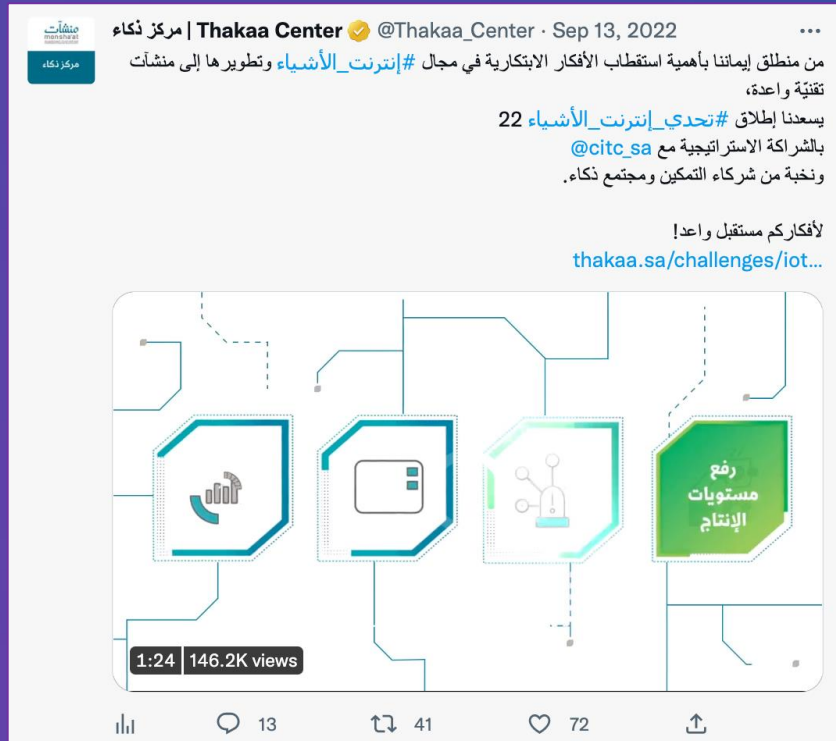 منشآت
monsha'at
مركز ذكاء
مركز ذكاء | Thakaa Center @Thakaa_Center · Sep 13, 2022
من منطلق إيماننا بأهمية استقطاب الأفكار الابتكارية في مجال #إنترنت_الأشياء وتطويرها إلى منشآت
تقنيّة واعدة،
يسعدنا إطلاق #تحدي_إنترنت_الأشياء 22
بالشراكة الاستراتيجية مع @citc_sa
ونخبة من شركاء التمكين ومجتمع ذكاء.
لأفكاركم مستقبل واعد!
thakaa.sa/challenges/iot...
رفع
مستويات
الإنتاج
1:24 146.2K views
13 41 72